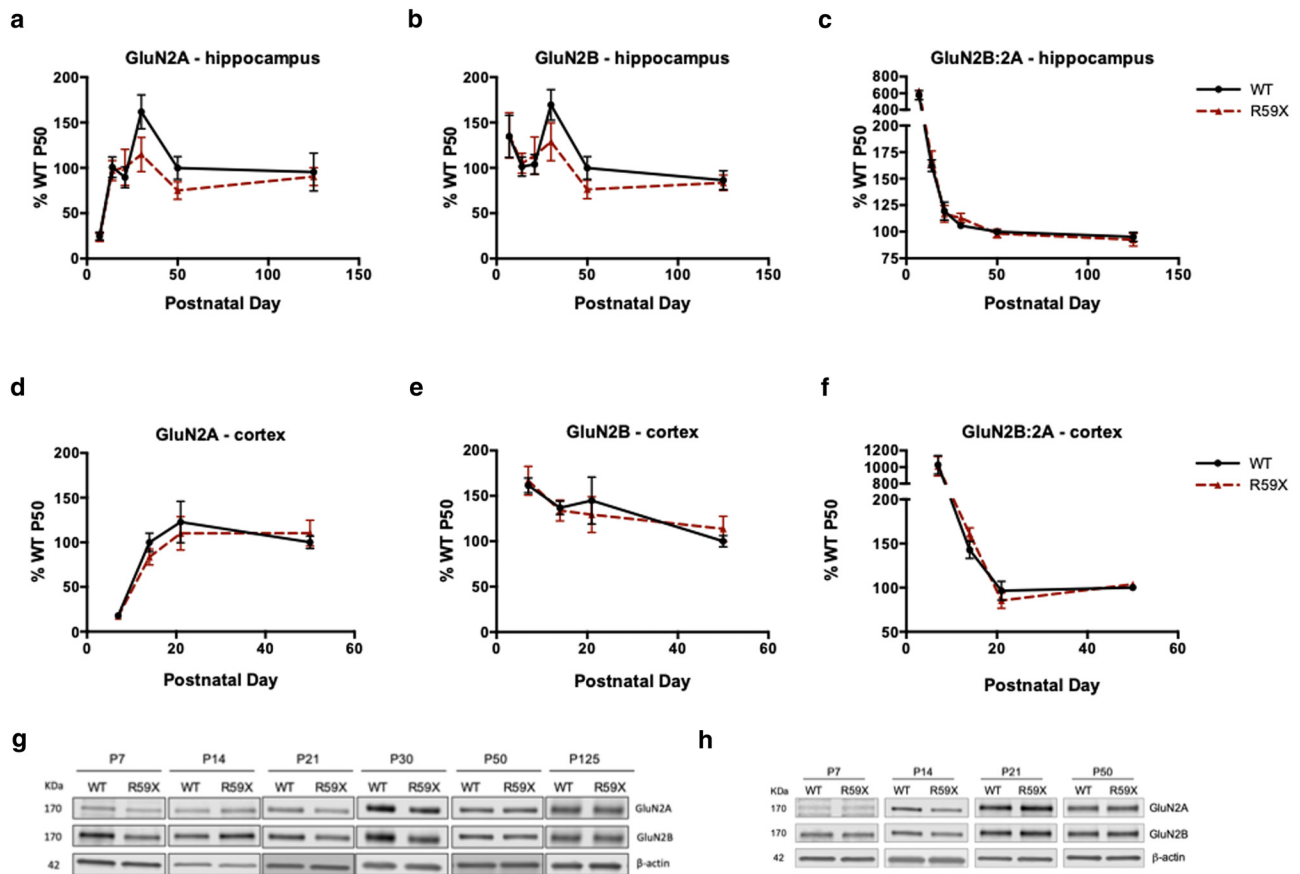 a
b
c
GluN2A - hippocampus
GluN2B - hippocampus
GluN2B:2A - hippocampus
% WT P50
200
150
100
50
0
0 50 100 150
Postnatal Day
% WT P50
200
150
100
50
0
0 50 100 150
Postnatal Day
% WT P50
800
600
400
200
175
150
125
100
75
0 50 100 150
Postnatal Day
WT
R59X
d
e
f
GluN2A - cortex
GluN2B - cortex
GluN2B:2A - cortex
% WT P50
200
150
100
50
0
0 20 40 60
Postnatal Day
% WT P50
200
150
100
50
0
0 20 40 60
Postnatal Day
% WT P50
1200
1000
800
200
150
100
50
0 20 40 60
Postnatal Day
WT
R59X
g
P7 P14 P21 P30 P50 P125
KDa WT R59X WT R59X WT R59X WT R59X WT R59X WT R59X
170 GluN2A
170 GluN2B
42 β-actin
h
P7 P14 P21 P50
KDa WT R59X WT R59X WT R59X WT R59X
170 GluN2A
170 GluN2B
42 β-actin